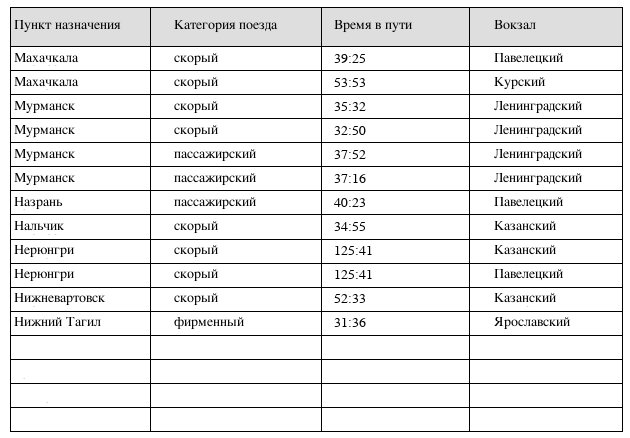 Пункт назначения Категория поезда Время в пути Вокзал
Махачкала скорый 39:25 Павелецкий
Махачкала скорый 53:53 Курский
Мурманск скорый 35:32 Ленинградский
Мурманск скорый 32:50 Ленинградский
Мурманск пассажирский 37:52 Ленинградский
Мурманск пассажирский 37:16 Ленинградский
Назрань пассажирский 40:23 Павелецкий
Нальчик скорый 34:55 Казанский
Нерюнгри скорый 125:41 Казанский
Нерюнгри скорый 125:41 Павелецкий
Нижневартовск скорый 52:33 Казанский
Нижний Тагил фирменный 31:36 Ярославский